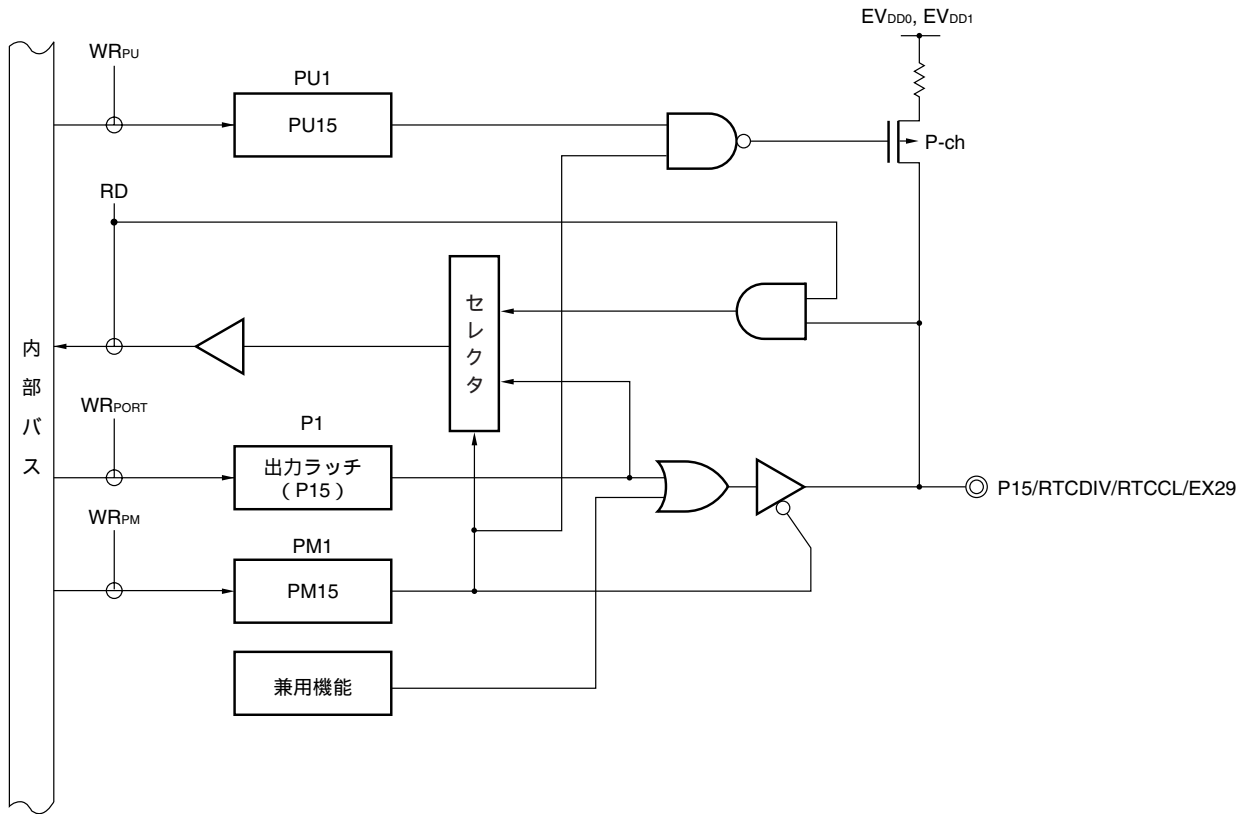 EVDD0, EVDD1
WRPU
PU1
PU15
P-ch
RD
セレクタ
内部バス
WRPORT
P1
出力ラッチ
（P15）
P15/RTCDIV/RTCCL/EX29
WRPM
PM1
PM15
兼用機能